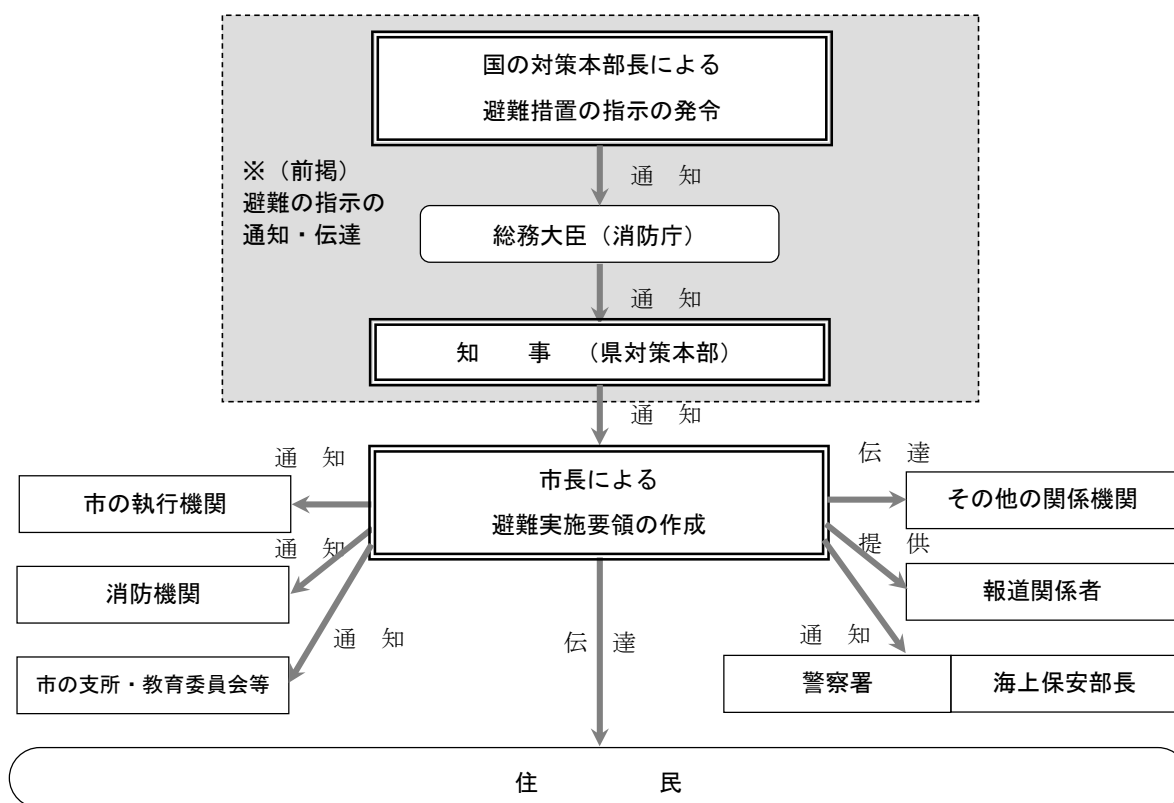 国の対策本部長による
避難措置の指示の発令
通 知
※（前掲）
避難の指示の
通知・伝達
総務大臣（消防庁）
通 知
知 事 （県対策本部）
通 知
通 知
伝 達
市の執行機関
市長による
避難実施要領の作成
その他の関係機関
通 知
提 供
消防機関
報道関係者
通 知
伝 達
通 知
市の支所・教育委員会等
警察署
海上保安部長
住 民